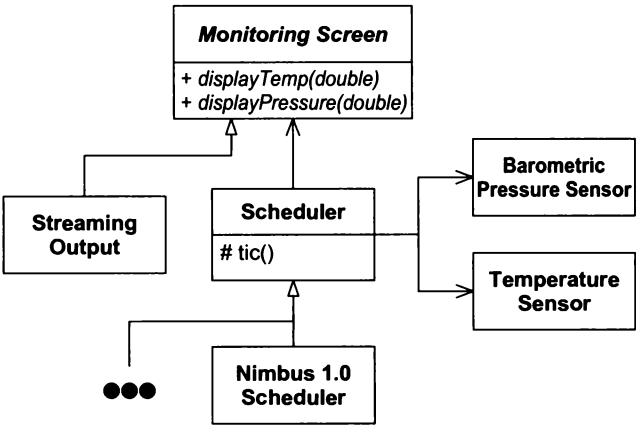 Monitoring Screen
+ displayTemp(double)
+ displayPressure(double)
Barometric
Pressure Sensor
Scheduler
# tic()
Streaming
Output
Temperature
Sensor
Nimbus 1.0
Scheduler